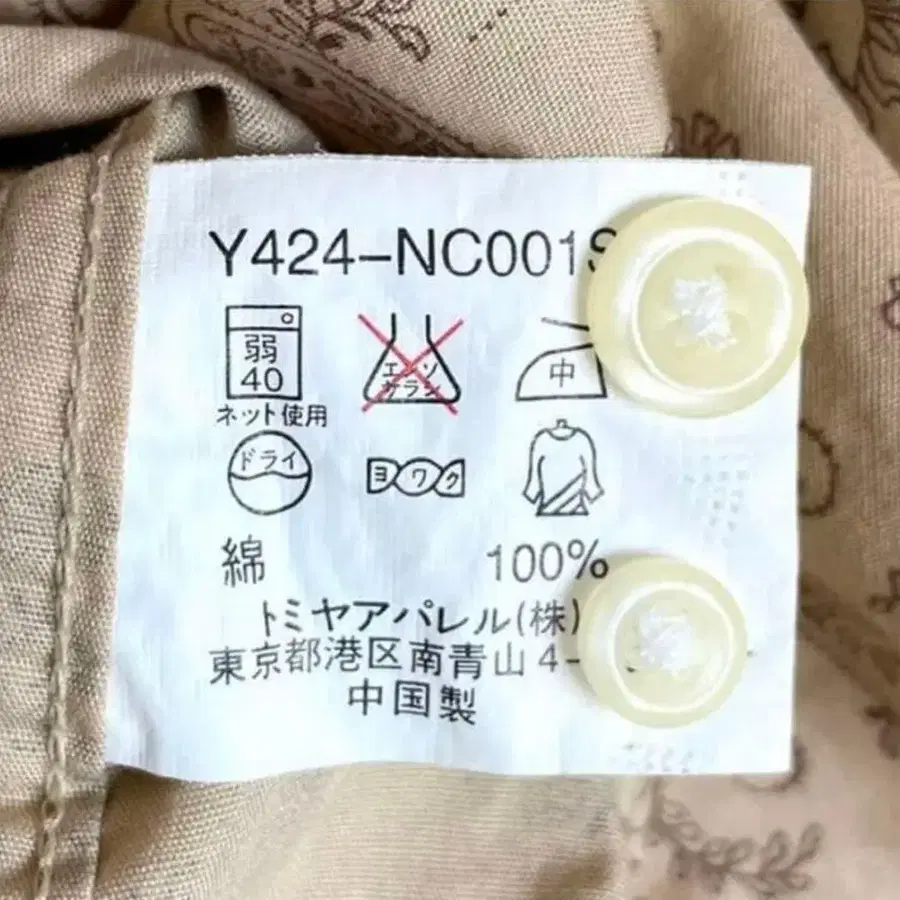 Y424-NC001S
弱
40
エンソ
サラシ
中
ネット使用
ドライ
ヨワク
綿 100%
トミヤアパレル(株)
東京都港区南青山4-
中国製